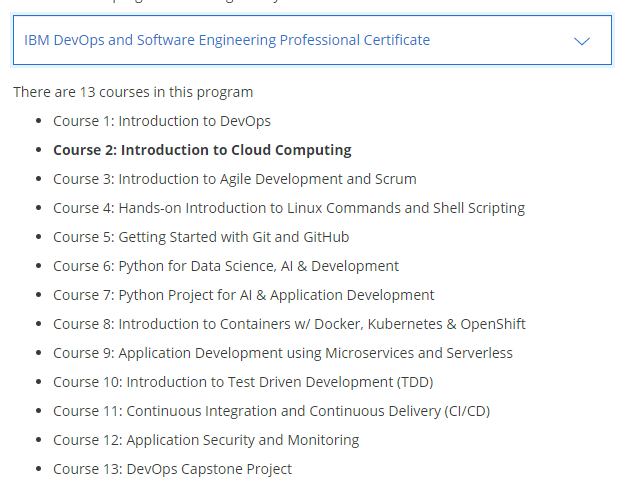 IBM DevOps and Software Engineering Professional Certificate
There are 13 courses in this program
Course 1: Introduction to DevOps
Course 2: Introduction to Cloud Computing
Course 3: Introduction to Agile Development and Scrum
Course 4: Hands-on Introduction to Linux Commands and Shell Scripting
Course 5: Getting Started with Git and GitHub
Course 6: Python for Data Science, AI & Development
Course 7: Python Project for AI & Application Development
Course 8: Introduction to Containers w/ Docker, Kubernetes & OpenShift
Course 9: Application Development using Microservices and Serverless
Course 10: Introduction to Test Driven Development (TDD)
Course 11: Continuous Integration and Continuous Delivery (CI/CD)
Course 12: Application Security and Monitoring
Course 13: DevOps Capstone Project